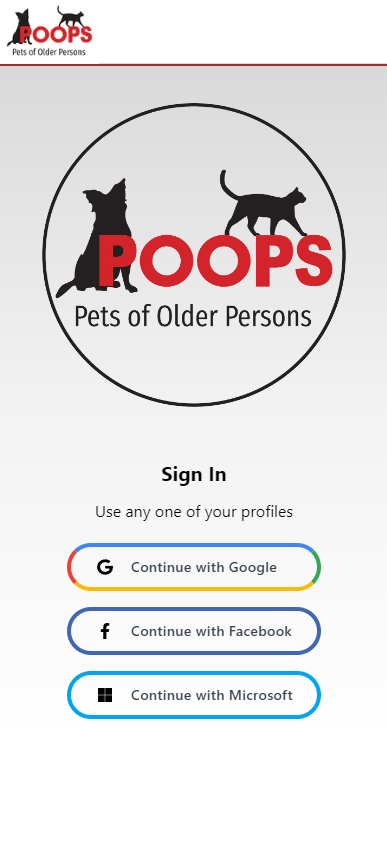 POOPS
Pets of Older Persons
POOPS
Pets of Older Persons
Sign In
Use any one of your profiles
Continue with Google
Continue with Facebook
Continue with Microsoft